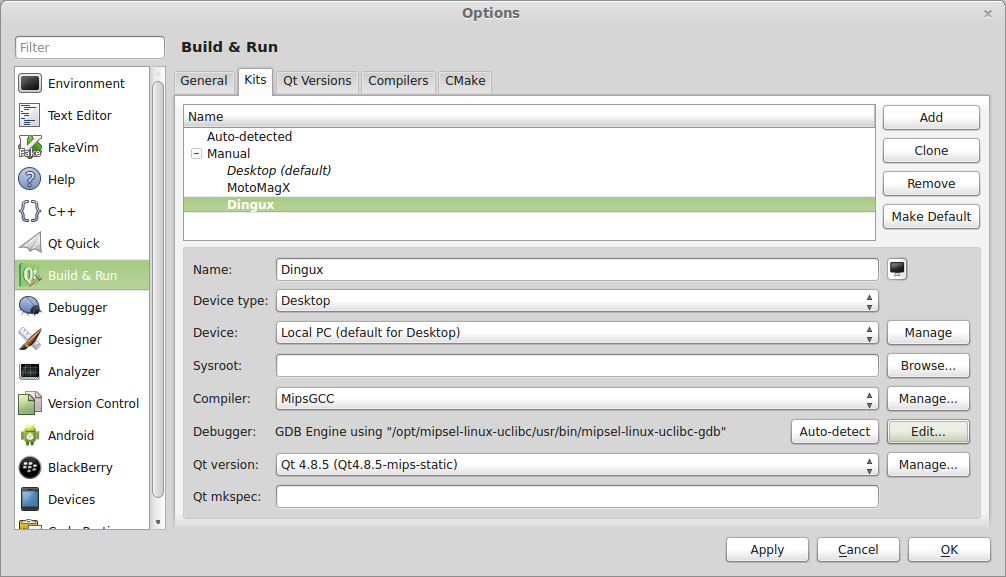 Options
Filter
Build & Run
Environment
Text Editor
FakeVim
Help
C++
Qt Quick
Build & Run
Debugger
Designer
Analyzer
Version Control
Android
BlackBerry
Devices
General Kits Qt Versions Compilers CMake
Name
Auto-detected
Manual
Desktop (default)
MotoMagX
Dingux
Add
Clone
Remove
Make Default
Name: Dingux
Device type: Desktop
Device: Local PC (default for Desktop) Manage
Sysroot: Browse...
Compiler: MipsGCC Manage...
Debugger: GDB Engine using "/opt/mipsel-linux-uclibc/usr/bin/mipsel-linux-uclibc-gdb" Auto-detect Edit...
Qt version: Qt 4.8.5 (Qt4.8.5-mips-static) Manage...
Qt mkspec:
Apply Cancel OK